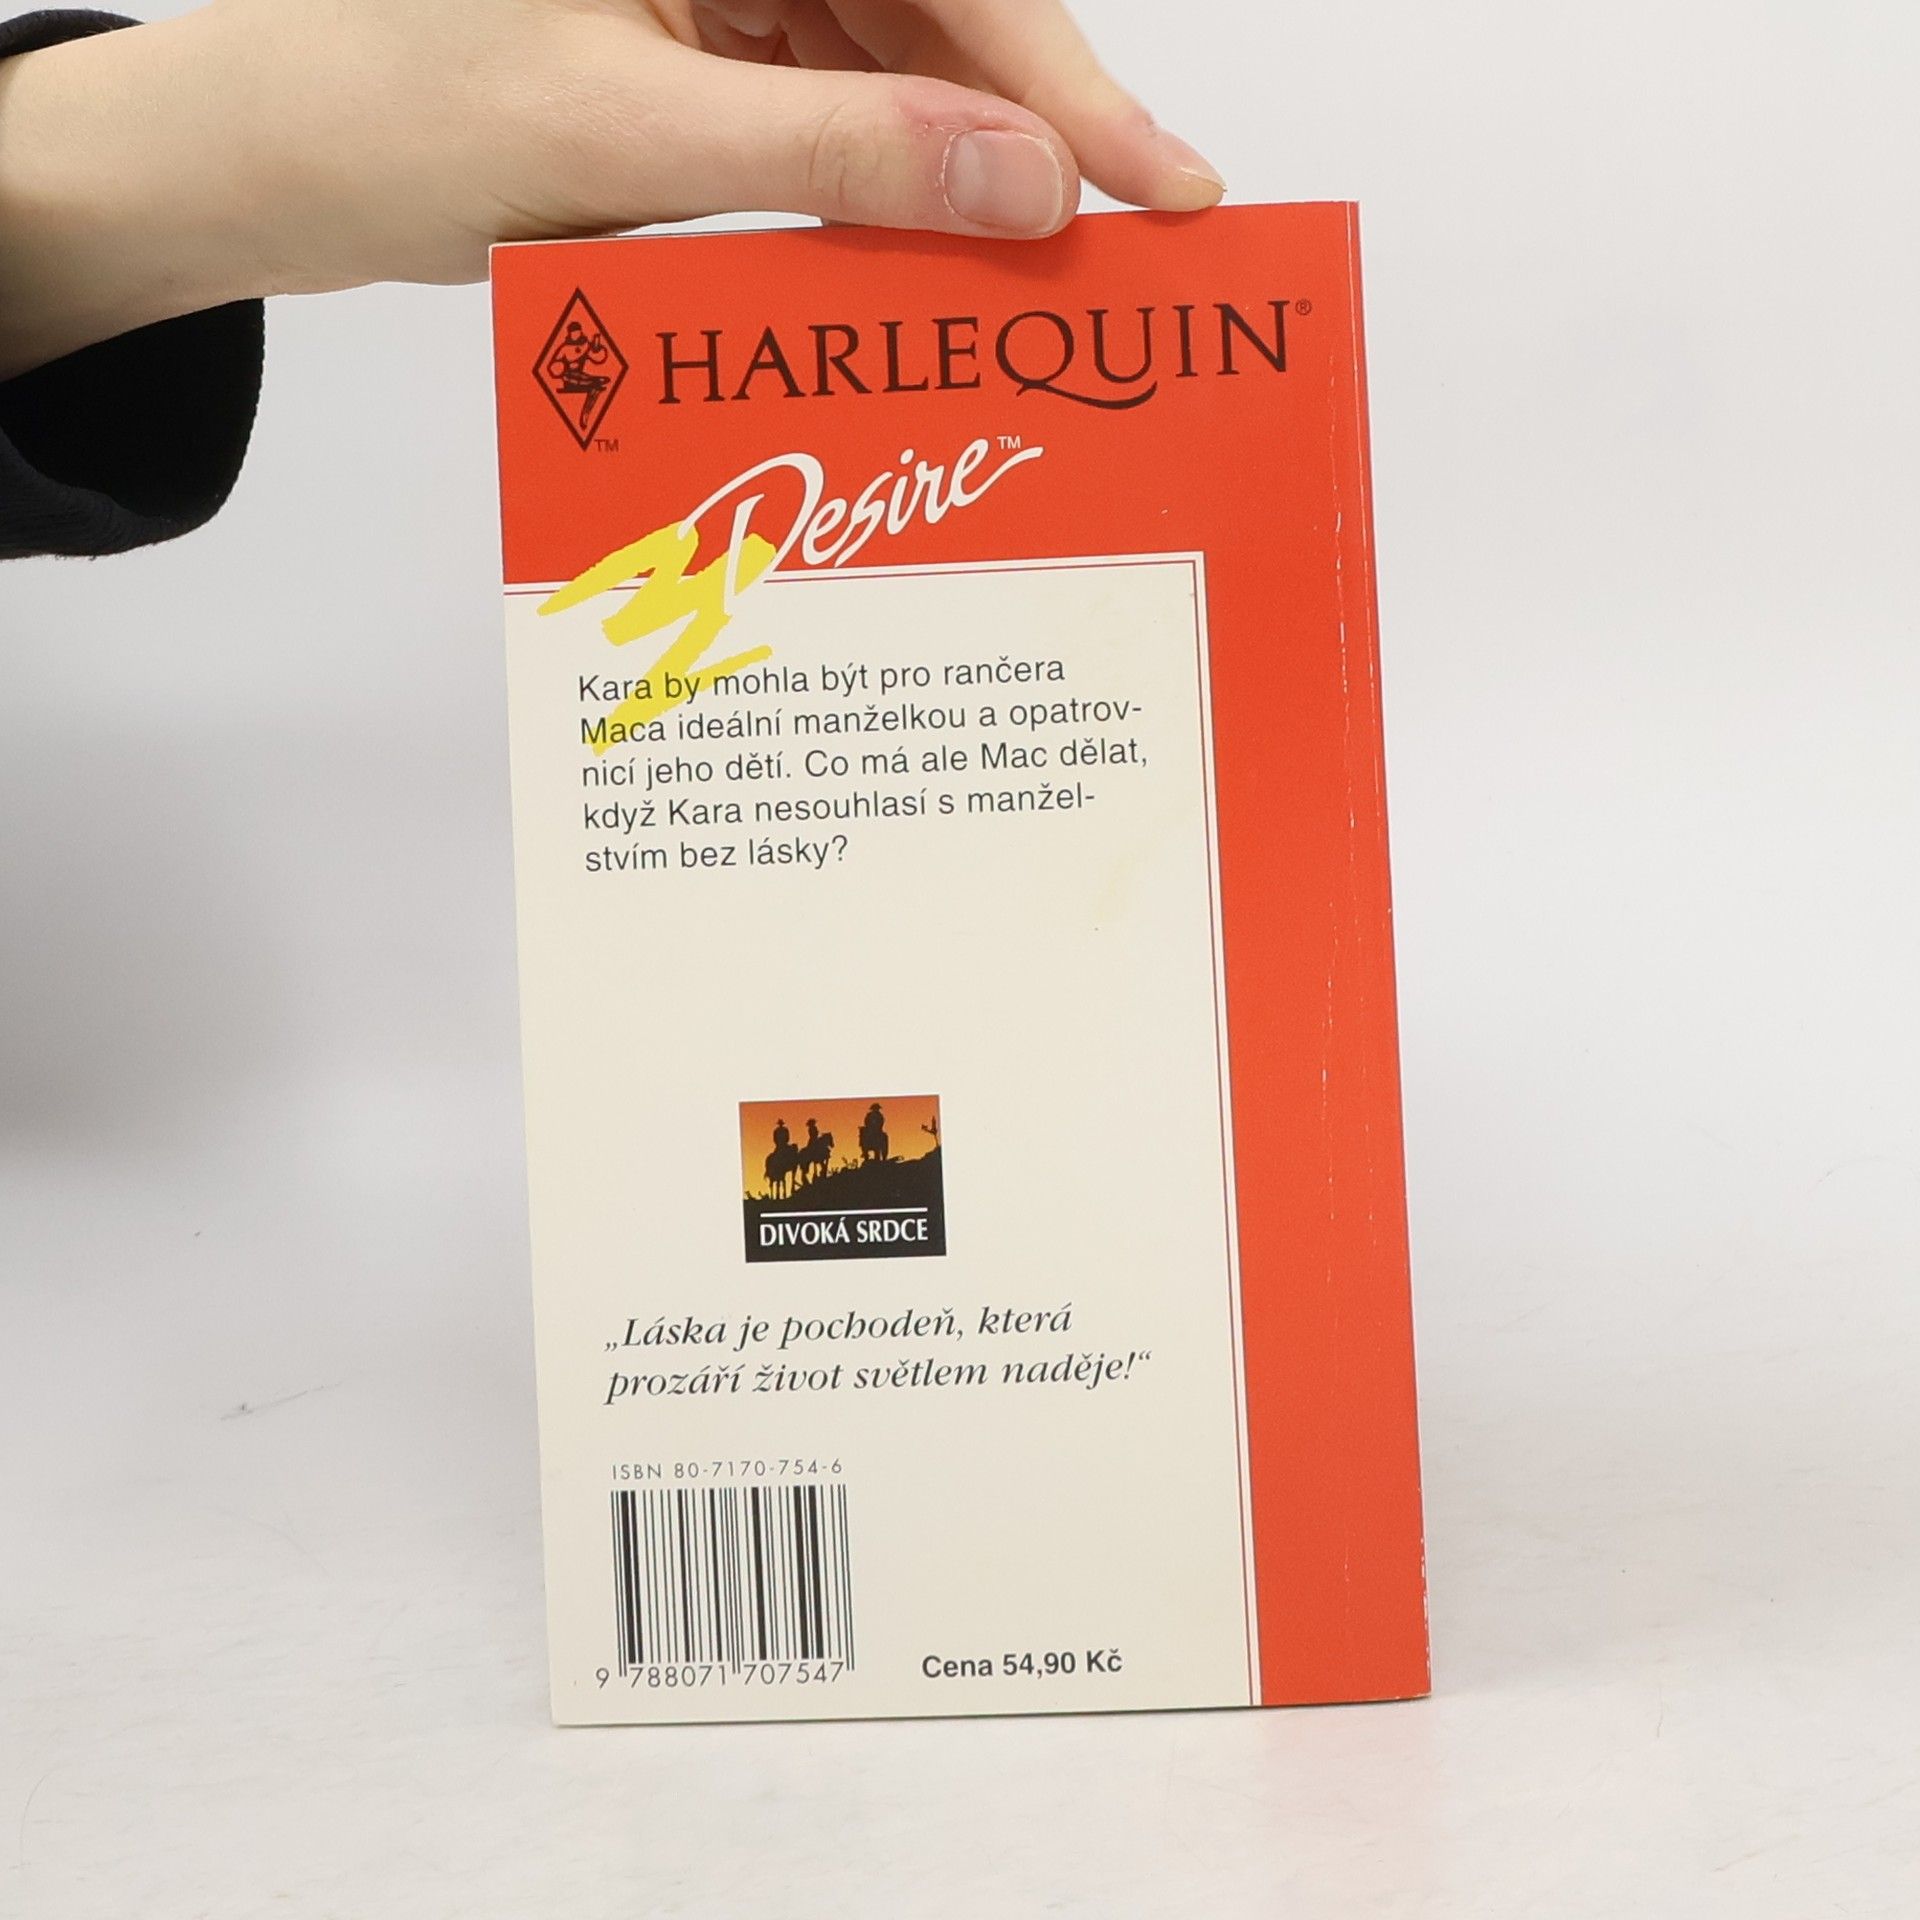 HARLEQUIN®
™
Desire™
Kara by mohla být pro rančera
Maca ideální manželkou a opatrov-
nicí jeho dětí. Co má ale Mac dělat,
když Kara nesouhlasí s manžel-
stvím bez lásky?
DIVOKÁ SRDCE
„Láska je pochodeň, která
prozáří život světlem naděje!“
ISBN 80-7170-754-6
9 788071 707547
Cena 54,90 Kč